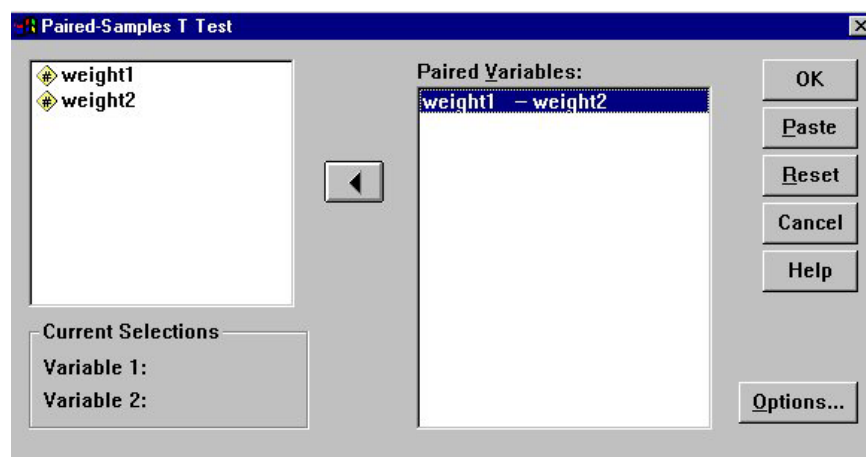 Paired-Samples T Test
weight1
weight2
Paired Variables:
weight1 – weight2
OK
Paste
Reset
Cancel
Help
Current Selections
Variable 1:
Variable 2:
Options...